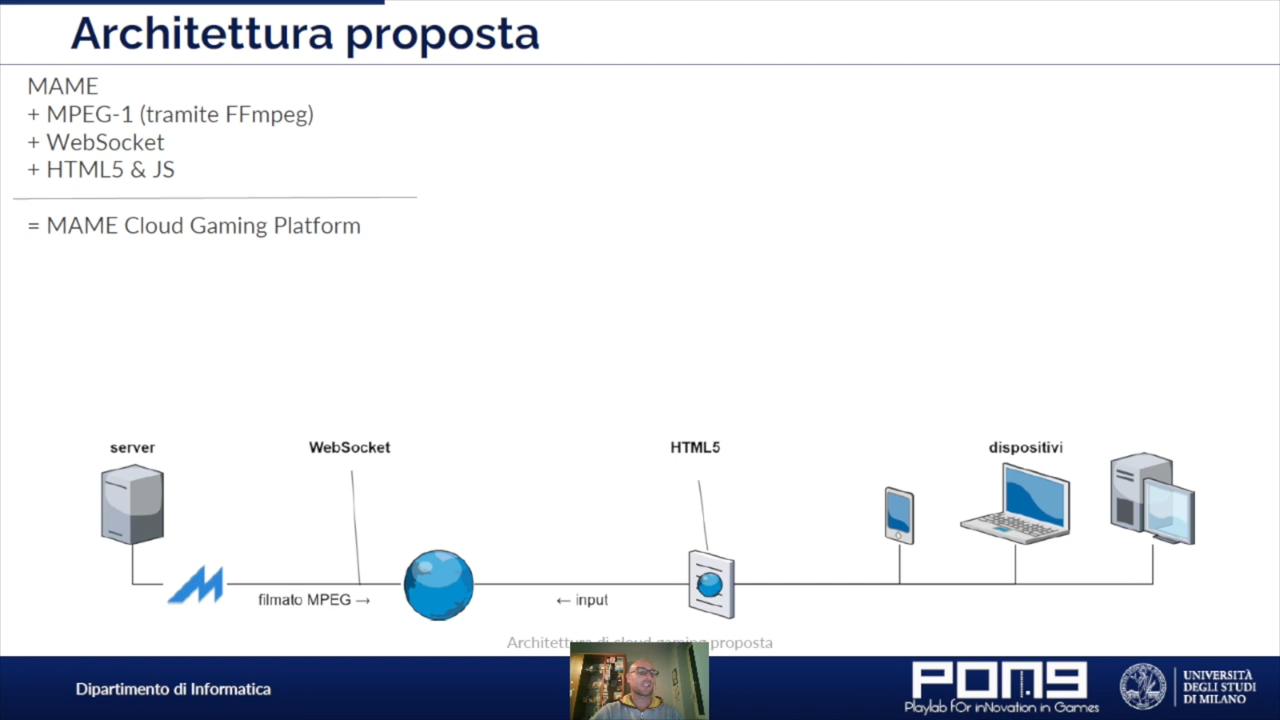 Architettura proposta
MAME
+ MPEG-1 (tramite FFmpeg)
+ WebSocket
+ HTML5 & JS
= MAME Cloud Gaming Platform
server
WebSocket
HTML5
dispositivi
filmato MPEG →
← input
Architettura di cloud gaming proposta
Dipartimento di Informatica
PONG
Playlab fOr inNovation in Games
UNIVERSITÀ
DEGLI STUDI
DI MILANO